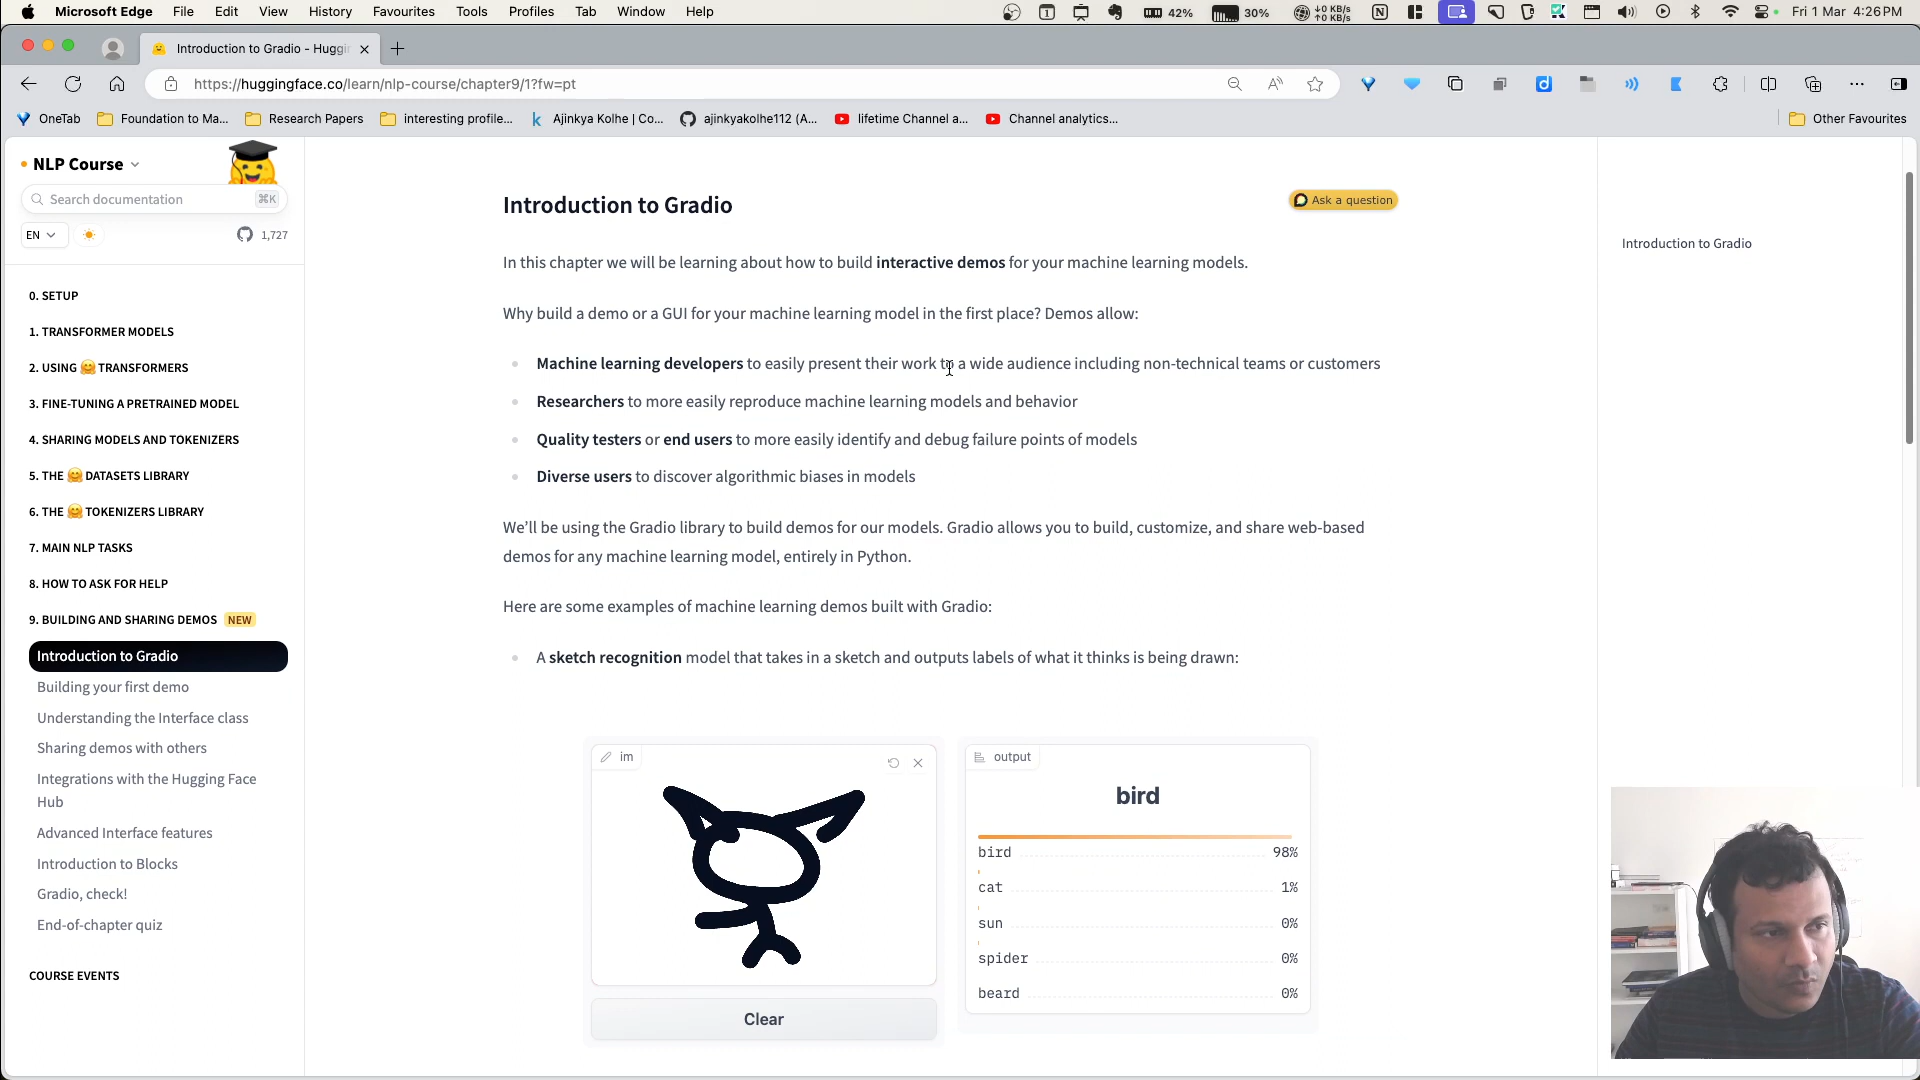 Microsoft Edge File Edit View History Favourites Tools Profiles Tab Window Help 42% 30% ↓0 KB/s ↑0 KB/s Fri 1 Mar 4:26 PM
Introduction to Gradio - Huggin
https://huggingface.co/learn/nlp-course/chapter9/1?fw=pt
OneTab Foundation to Ma... Research Papers interesting profile... Ajinkya Kolhe | Co... ajinkyakolhe112 (A... lifetime Channel a... Channel analytics... Other Favourites
NLP Course
Search documentation ⌘K
EN 1,727
0. SETUP
1. TRANSFORMER MODELS
2. USING 🤗 TRANSFORMERS
3. FINE-TUNING A PRETRAINED MODEL
4. SHARING MODELS AND TOKENIZERS
5. THE 🤗 DATASETS LIBRARY
6. THE 🤗 TOKENIZERS LIBRARY
7. MAIN NLP TASKS
8. HOW TO ASK FOR HELP
9. BUILDING AND SHARING DEMOS NEW
Introduction to Gradio
Building your first demo
Understanding the Interface class
Sharing demos with others
Integrations with the Hugging Face
Hub
Advanced Interface features
Introduction to Blocks
Gradio, check!
End-of-chapter quiz
COURSE EVENTS
Introduction to Gradio
Ask a question
In this chapter we will be learning about how to build interactive demos for your machine learning models.
Why build a demo or a GUI for your machine learning model in the first place? Demos allow:
Machine learning developers to easily present their work to a wide audience including non-technical teams or customers
Researchers to more easily reproduce machine learning models and behavior
Quality testers or end users to more easily identify and debug failure points of models
Diverse users to discover algorithmic biases in models
We'll be using the Gradio library to build demos for our models. Gradio allows you to build, customize, and share web-based
demos for any machine learning model, entirely in Python.
Here are some examples of machine learning demos built with Gradio:
A sketch recognition model that takes in a sketch and outputs labels of what it thinks is being drawn:
im
Clear
output
bird
bird 98%
cat 1%
sun 0%
spider 0%
beard 0%
Introduction to Gradio